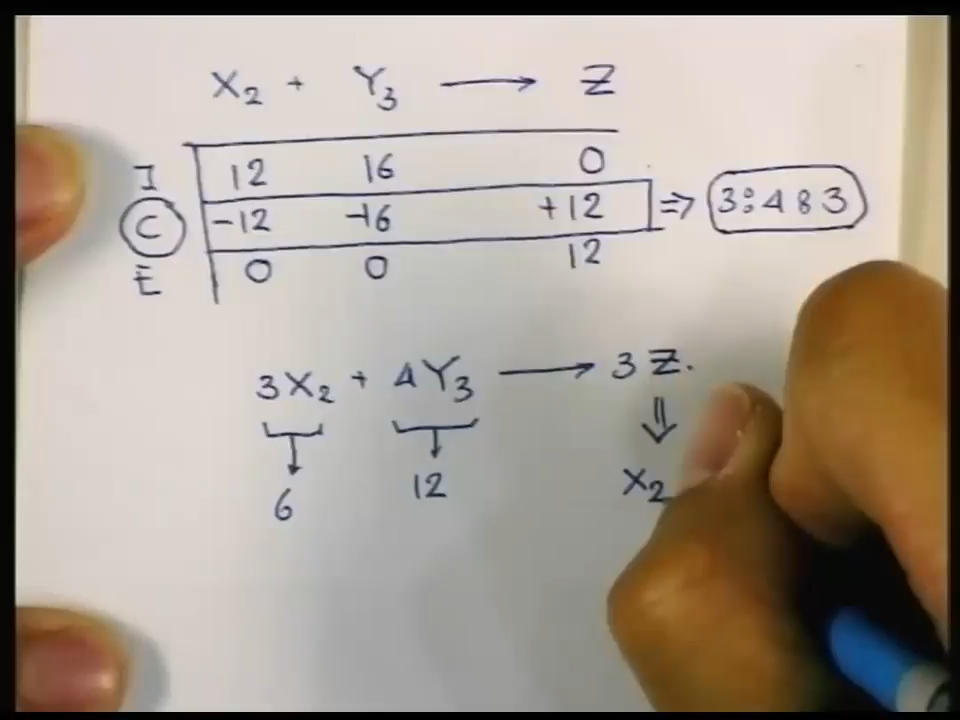 X₂ + Y₃ → Z
I 12 16 0
C -12 -16 +12 ⇒ 3:4:3
E 0 0 12
3X₂ + 4Y₃ → 3Z.
⇓
6 12 X₂